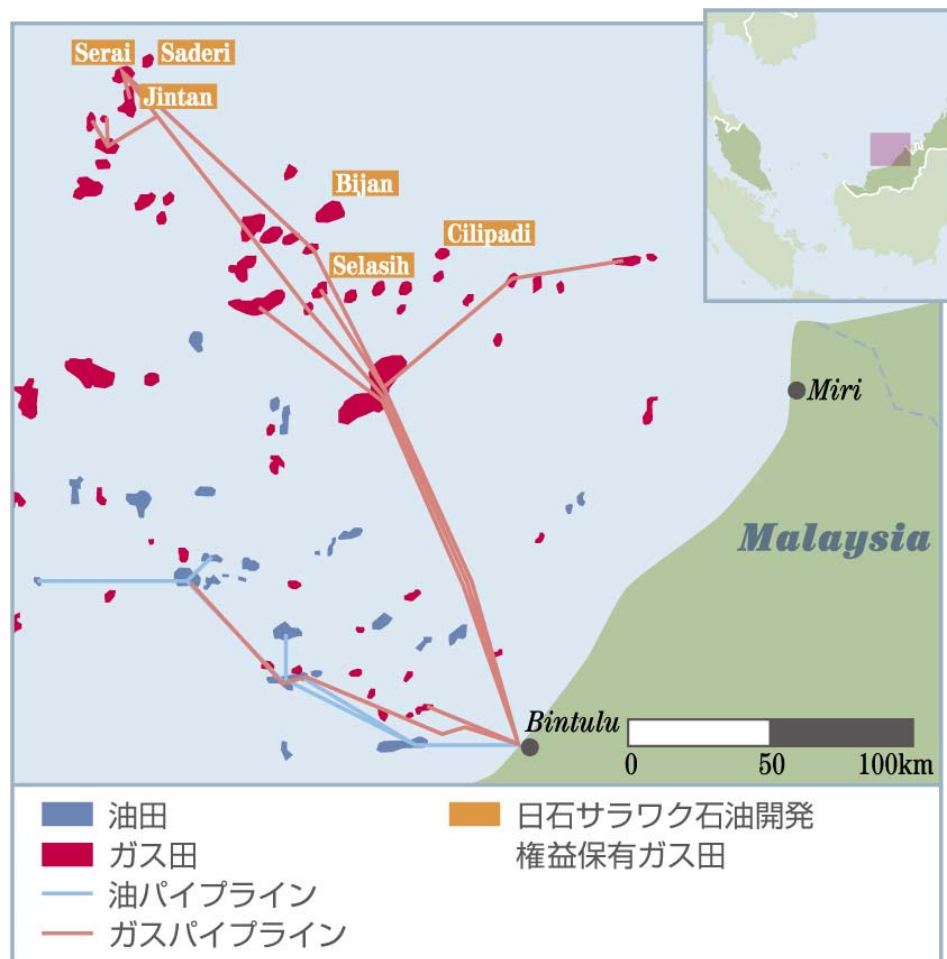 Serai
Saderi
Jintan
Bijan
Cilipadi
Selasih
Miri
Malaysia
Bintulu
0 50 100km
油田
ガス田
油パイプライン
ガスパイプライン
日石サラワク石油開発
権益保有ガス田